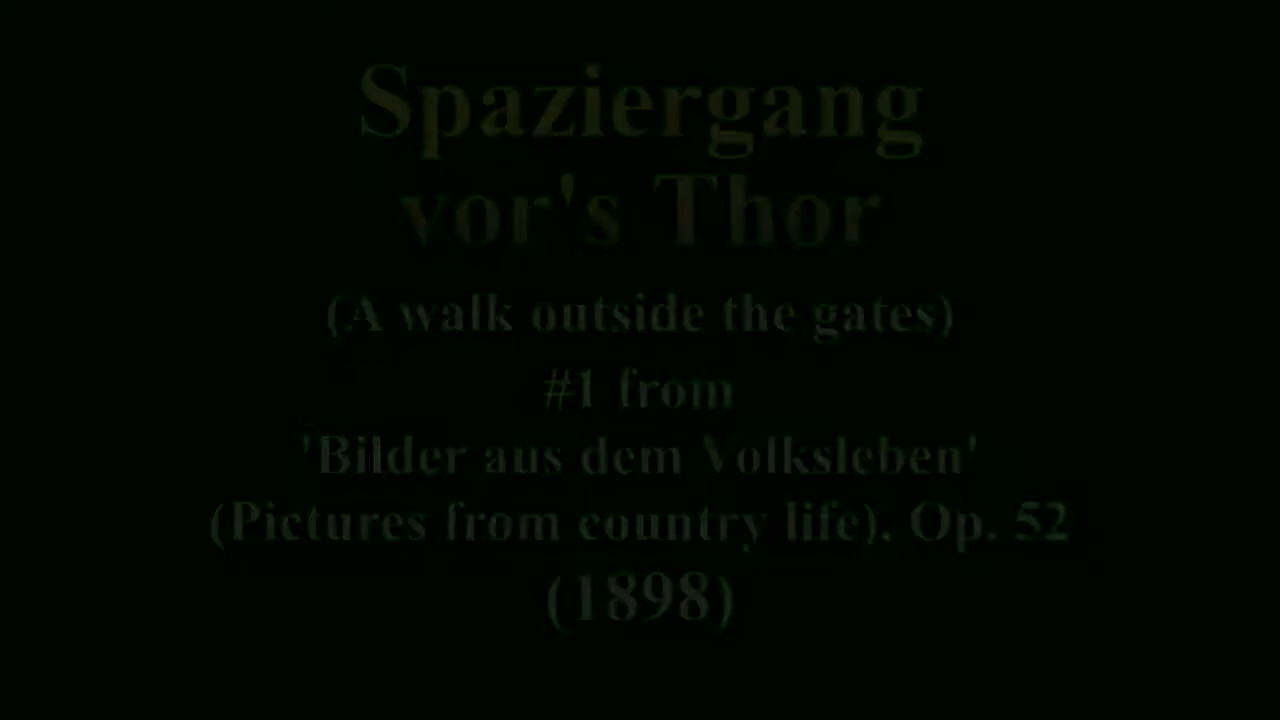 Spaziergang
vor's Thor
(A walk outside the gates)
#1 from
'Bilder aus dem Volksleben'
(Pictures from country life), Op. 52
(1898)